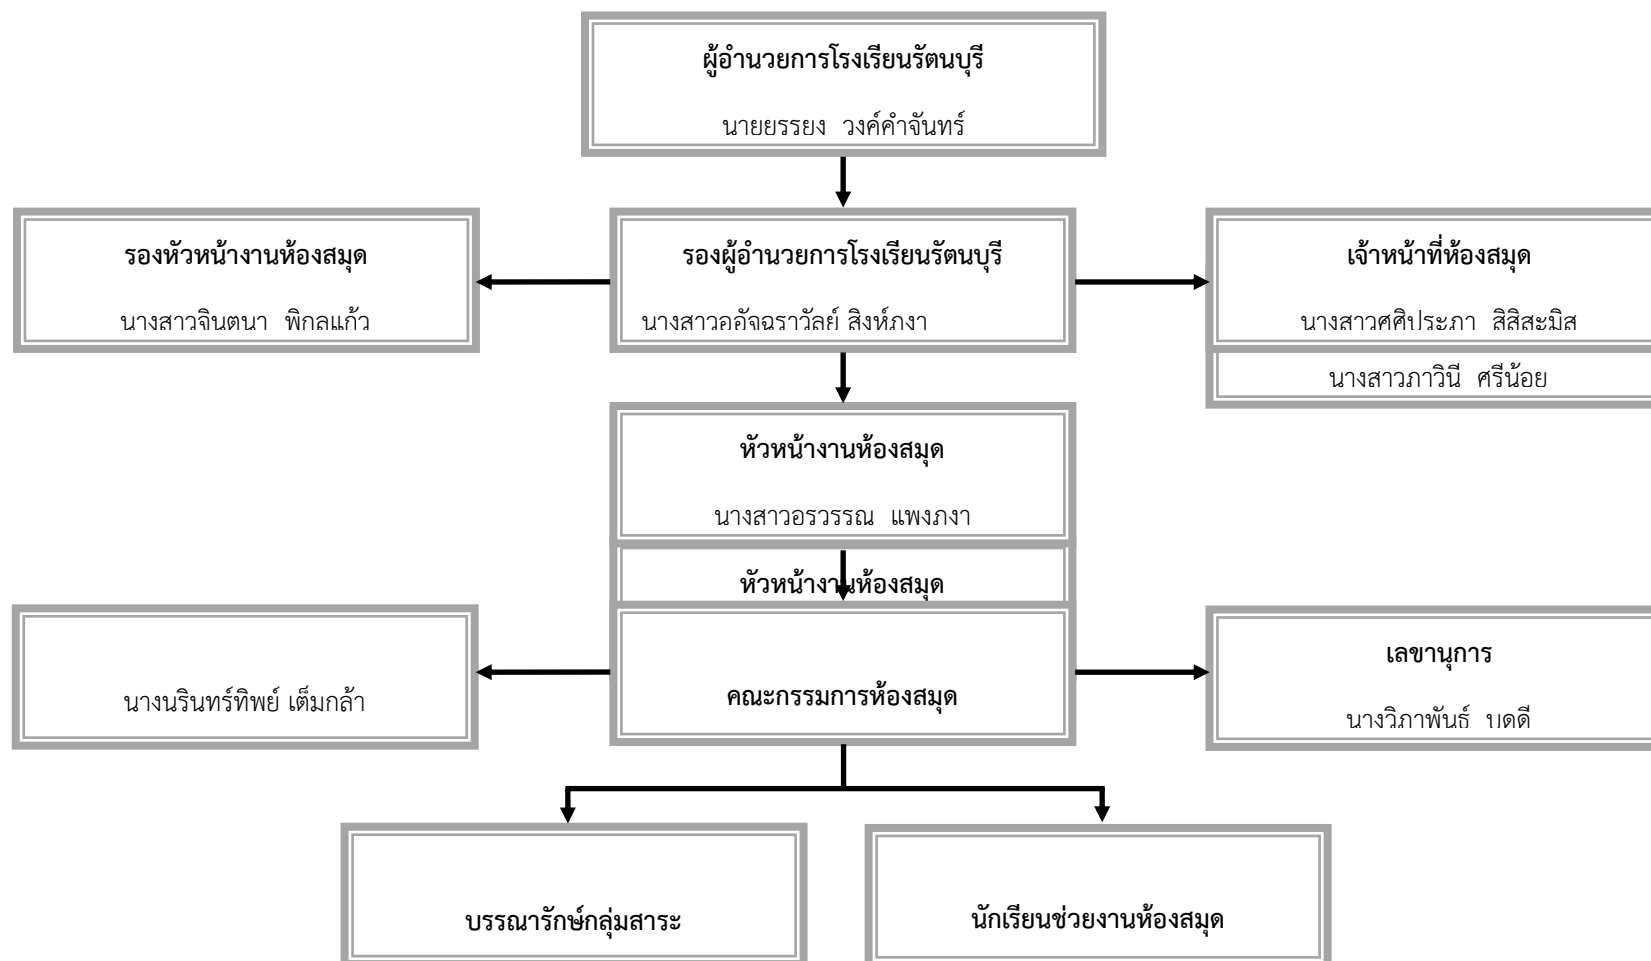 ผู้อำนวยการโรงเรียนรัตนบุรี
นายยรรยง วงค์คำจันทร์
รองหัวหน้างานห้องสมุด
นางสาวจินตนา พิกลแก้ว
รองผู้อำนวยการโรงเรียนรัตนบุรี
นางสาวออัจฉราวัลย์ สิงห์ภงา
เจ้าหน้าที่ห้องสมุด
นางสาวศศิประภา สิสิสะมิส
นางสาวภาวินี ศรีน้อย
หัวหน้างานห้องสมุด
นางสาวอรวรรณ แพงภงา
หัวหน้างานห้องสมุด
นางนรินทร์ทิพย์ เต็มกล้า
คณะกรรมการห้องสมุด
เลขานุการ
นางวิภาพันธ์ บดดี
บรรณารักษ์กลุ่มสาระ
นักเรียนช่วยงานห้องสมุด